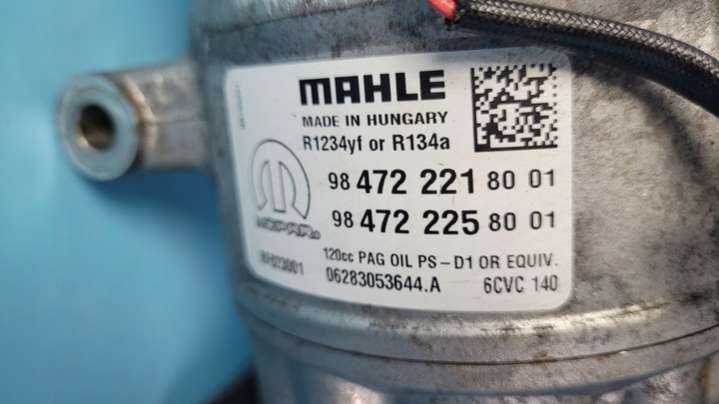 MAHLE
MADE IN HUNGARY
R1234yf or R134a
98 472 221 80 01
98 472 225 80 01
MOPAR®
120cc PAG OIL PS-D1 OR EQUIV.
06283053644.A 6CVC 140